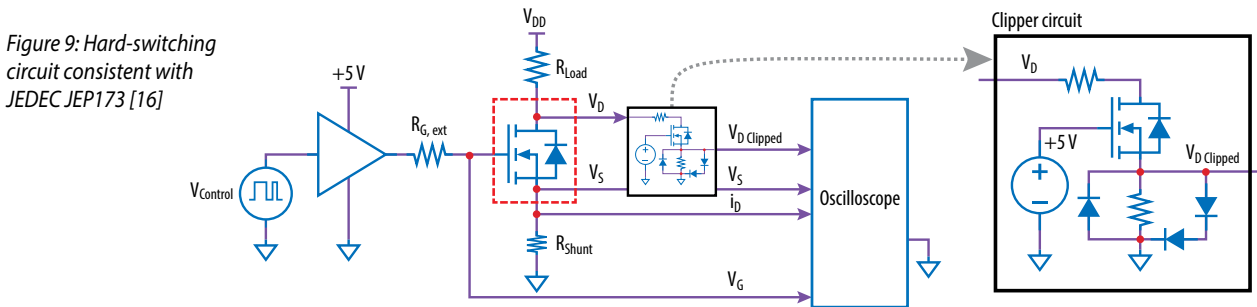 Figure 9: Hard-switching
circuit consistent with
JEDEC JEP173 [16]
V_DD
R_Load
+5 V
R_G, ext
V_Control
V_D
V_S
R_Shunt
V_D Clipped
V_S
i_D
V_G
Oscilloscope
Clipper circuit
V_D
+5 V
+
–
V_D Clipped